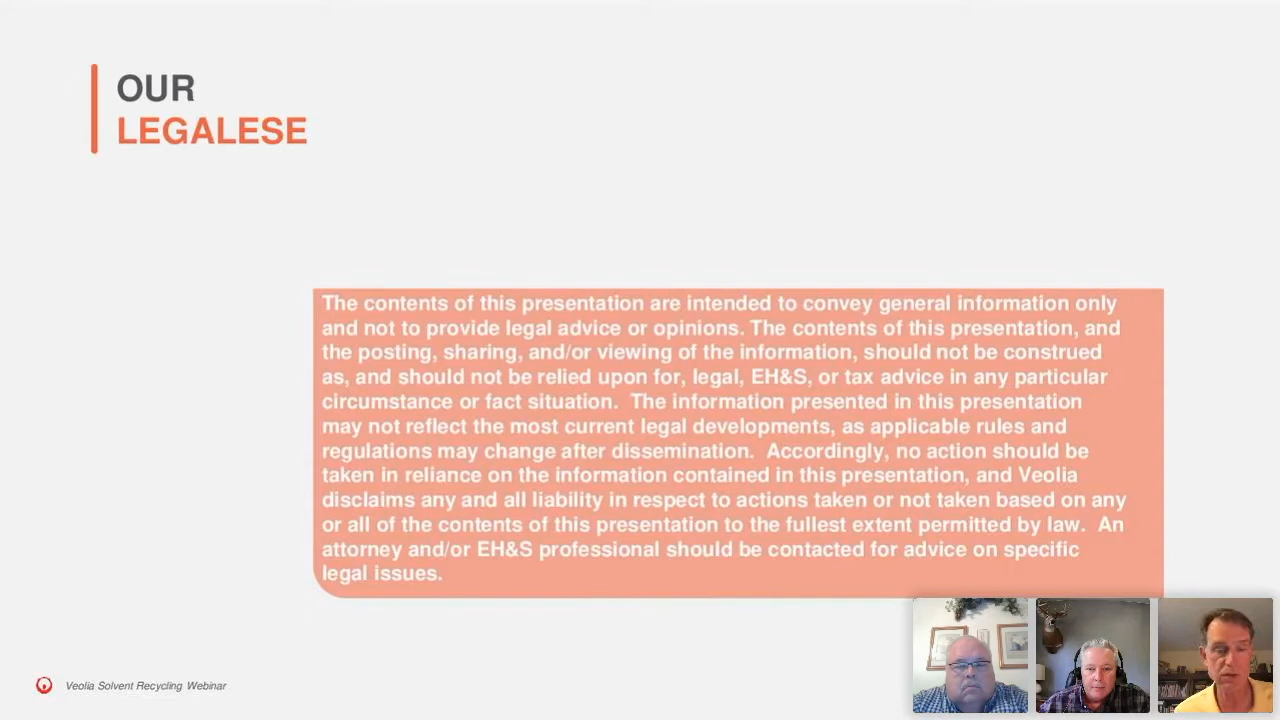 OUR
LEGALESE
The contents of this presentation are intended to convey general information only
and not to provide legal advice or opinions. The contents of this presentation, and
the posting, sharing, and/or viewing of the information, should not be construed
as, and should not be relied upon for, legal, EH&S, or tax advice in any particular
circumstance or fact situation.  The information presented in this presentation
may not reflect the most current legal developments, as applicable rules and
regulations may change after dissemination.  Accordingly, no action should be
taken in reliance on the information contained in this presentation, and Veolia
disclaims any and all liability in respect to actions taken or not taken based on any
or all of the contents of this presentation to the fullest extent permitted by law.  An
attorney and/or EH&S professional should be contacted for advice on specific
legal issues.
Veolia Solvent Recycling Webinar